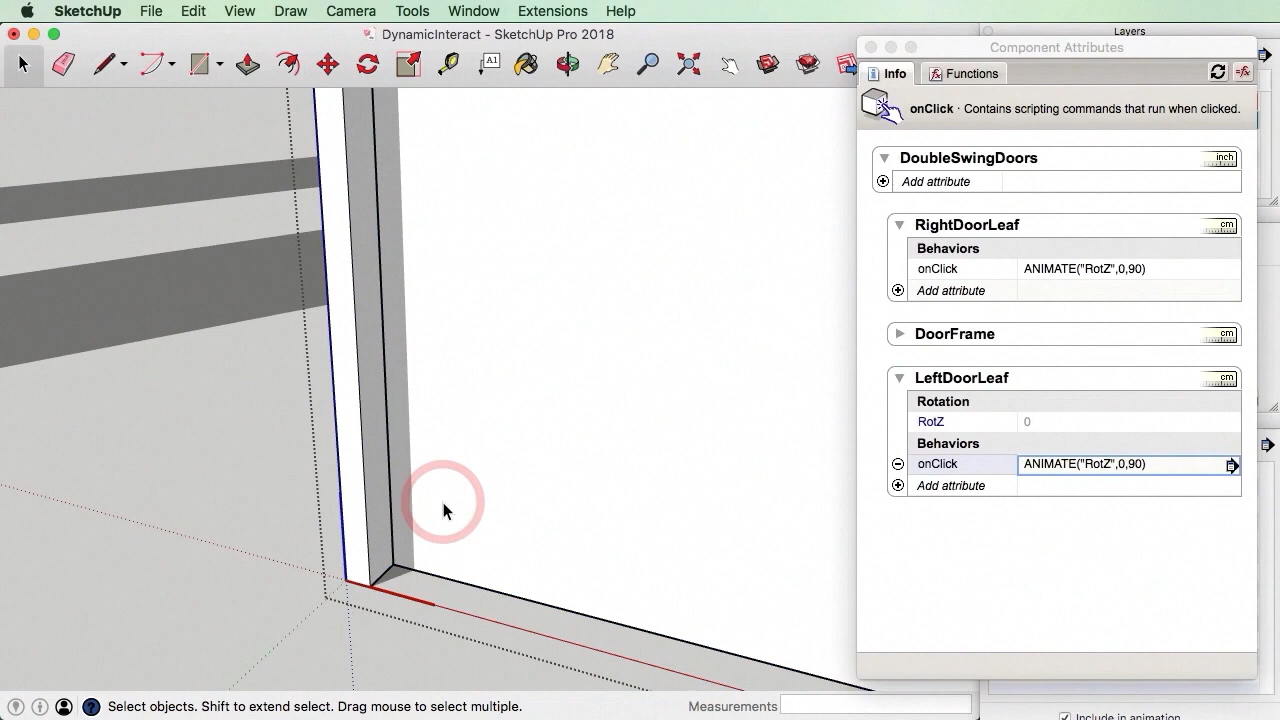 SketchUp File Edit View Draw Camera Tools Window Extensions Help
DynamicInteract - SketchUp Pro 2018
Layers
A1
Component Attributes
Info Functions
onClick · Contains scripting commands that run when clicked.
DoubleSwingDoors inch
Add attribute
RightDoorLeaf cm
Behaviors
onClick ANIMATE("RotZ",0,90)
Add attribute
DoorFrame cm
LeftDoorLeaf cm
Rotation
RotZ 0
Behaviors
onClick ANIMATE("RotZ",0,90)
Add attribute
Select objects. Shift to extend select. Drag mouse to select multiple. Measurements
Include in animation